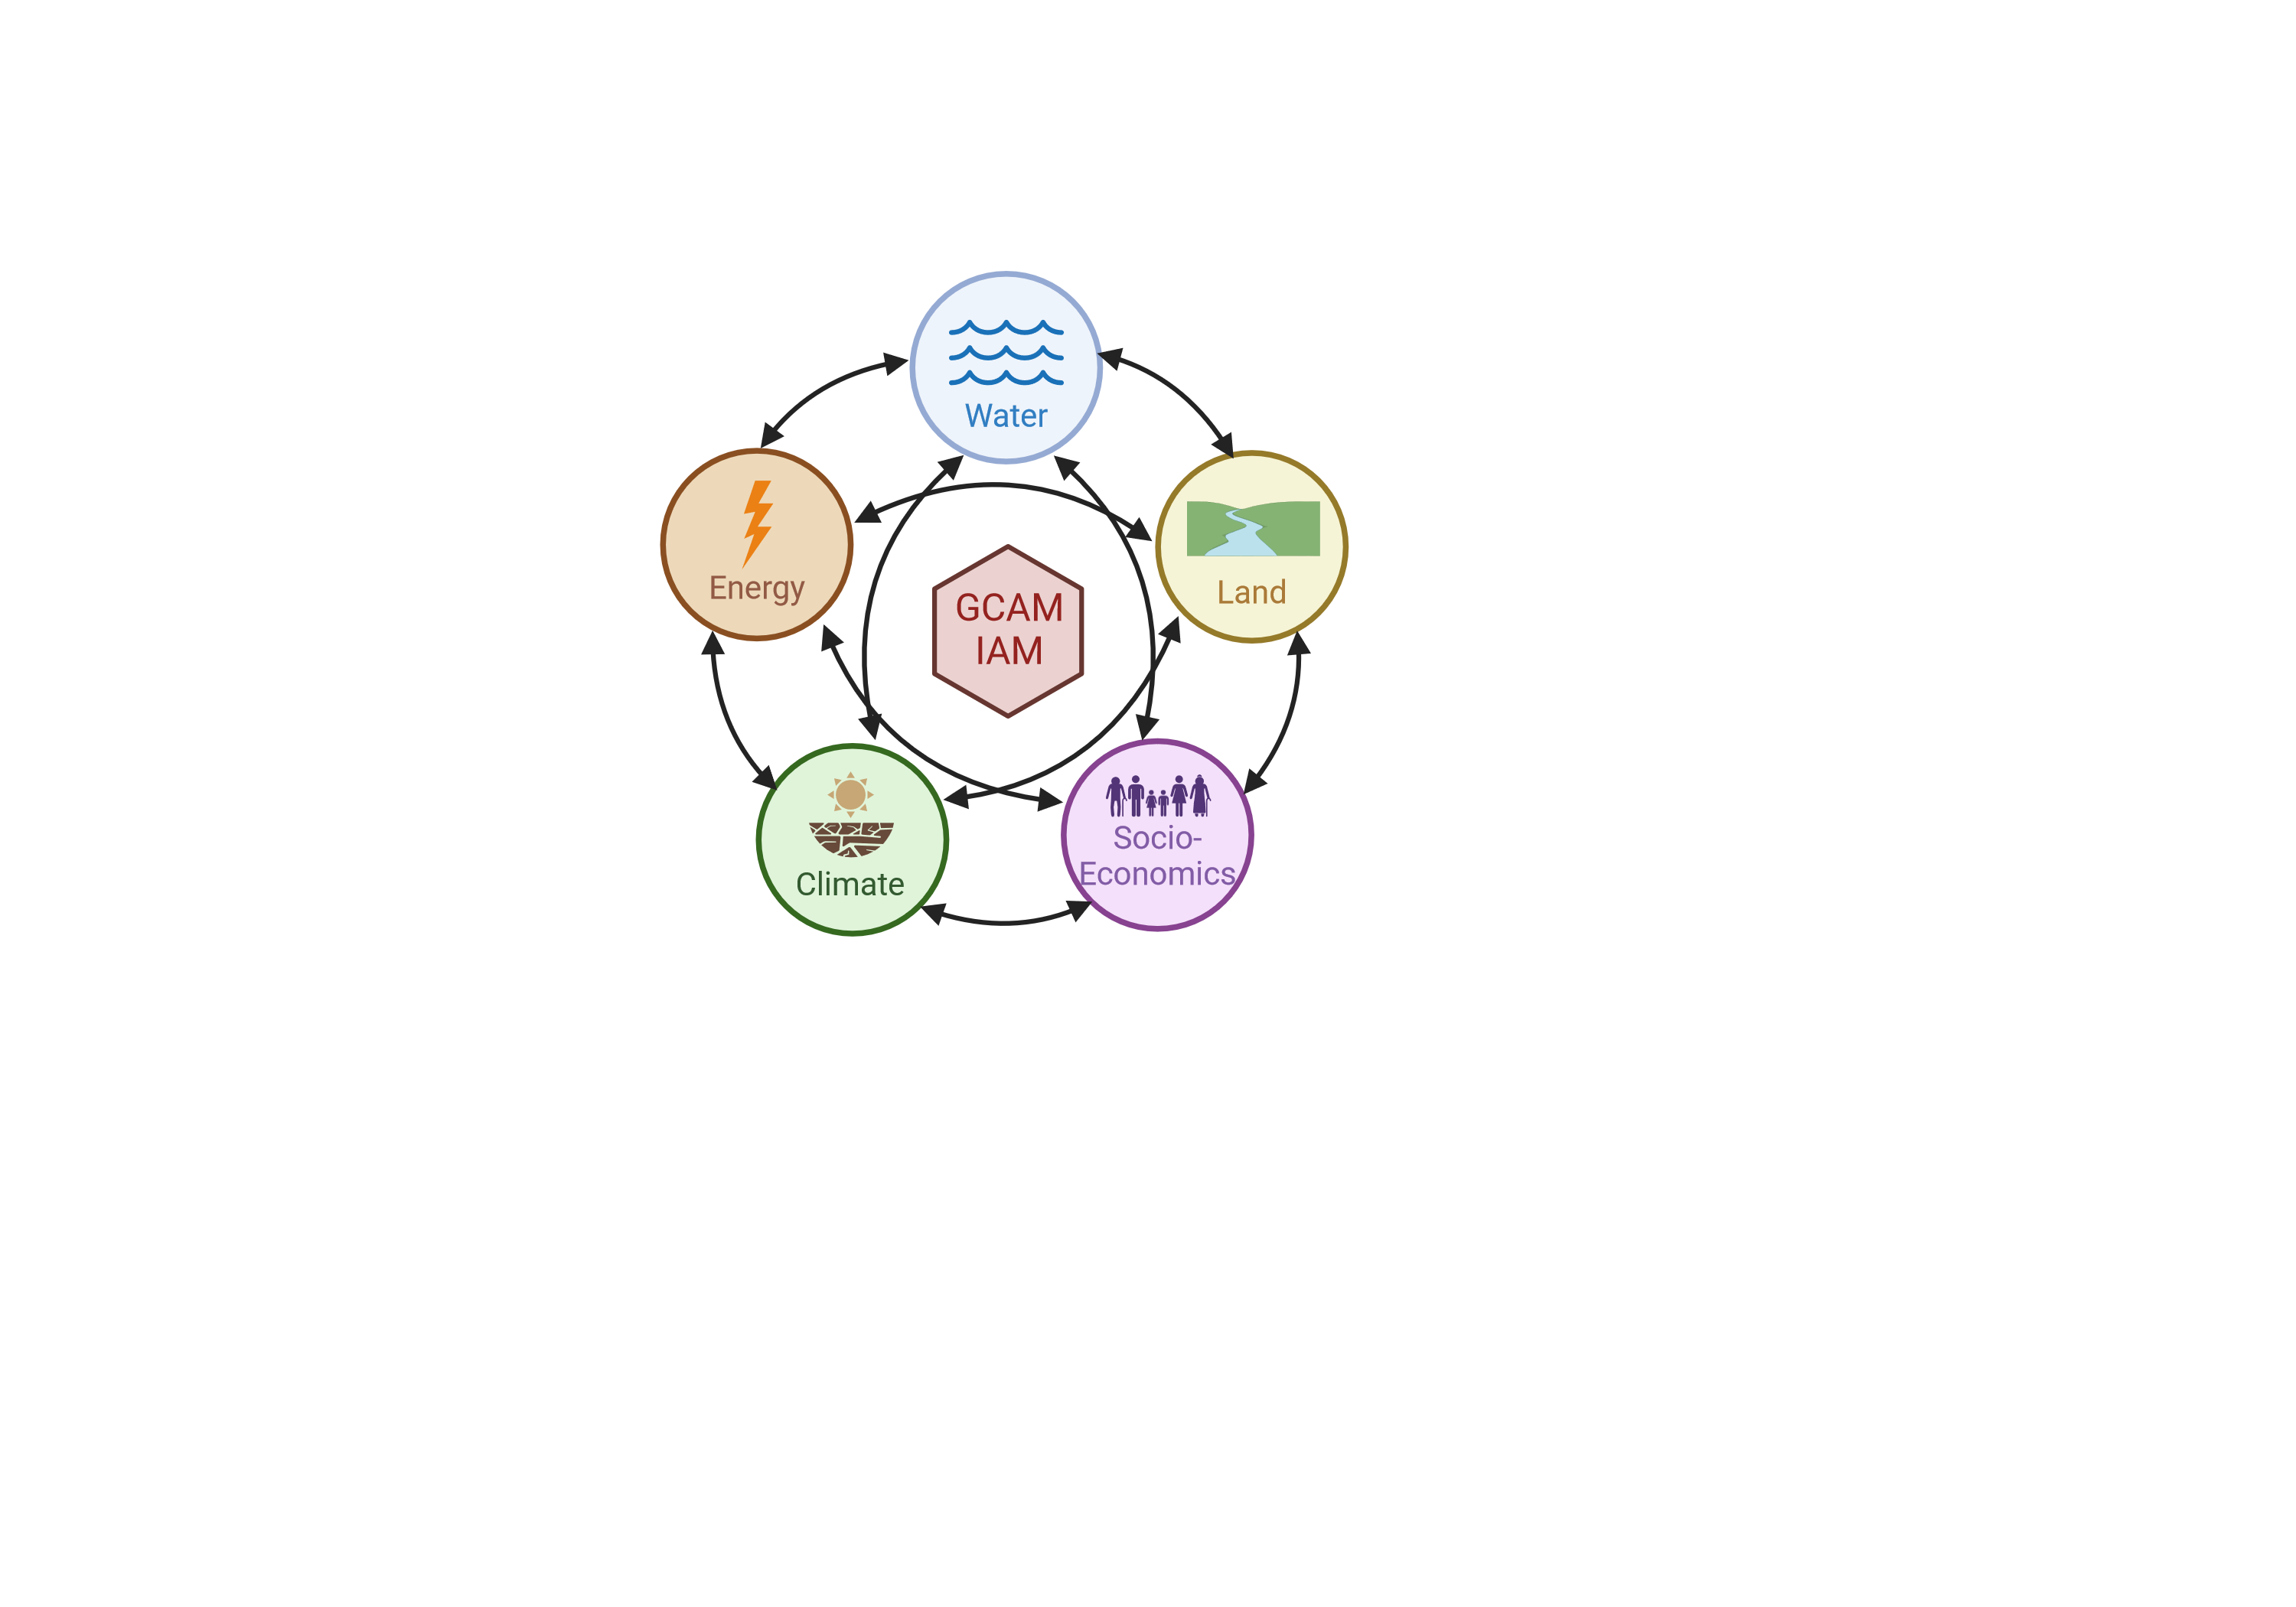 Water
Energy
Land
GCAM
IAM
Climate
Socio-
Economics